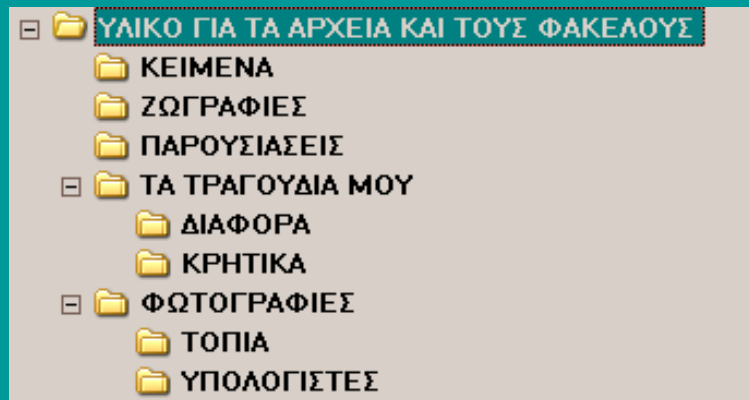 ΥΛΙΚΟ ΓΙΑ ΤΑ ΑΡΧΕΙΑ ΚΑΙ ΤΟΥΣ ΦΑΚΕΛΟΥΣ
ΚΕΙΜΕΝΑ
ΖΩΓΡΑΦΙΕΣ
ΠΑΡΟΥΣΙΑΣΕΙΣ
ΤΑ ΤΡΑΓΟΥΔΙΑ ΜΟΥ
ΔΙΑΦΟΡΑ
ΚΡΗΤΙΚΑ
ΦΩΤΟΓΡΑΦΙΕΣ
ΤΟΠΙΑ
ΥΠΟΛΟΓΙΣΤΕΣ